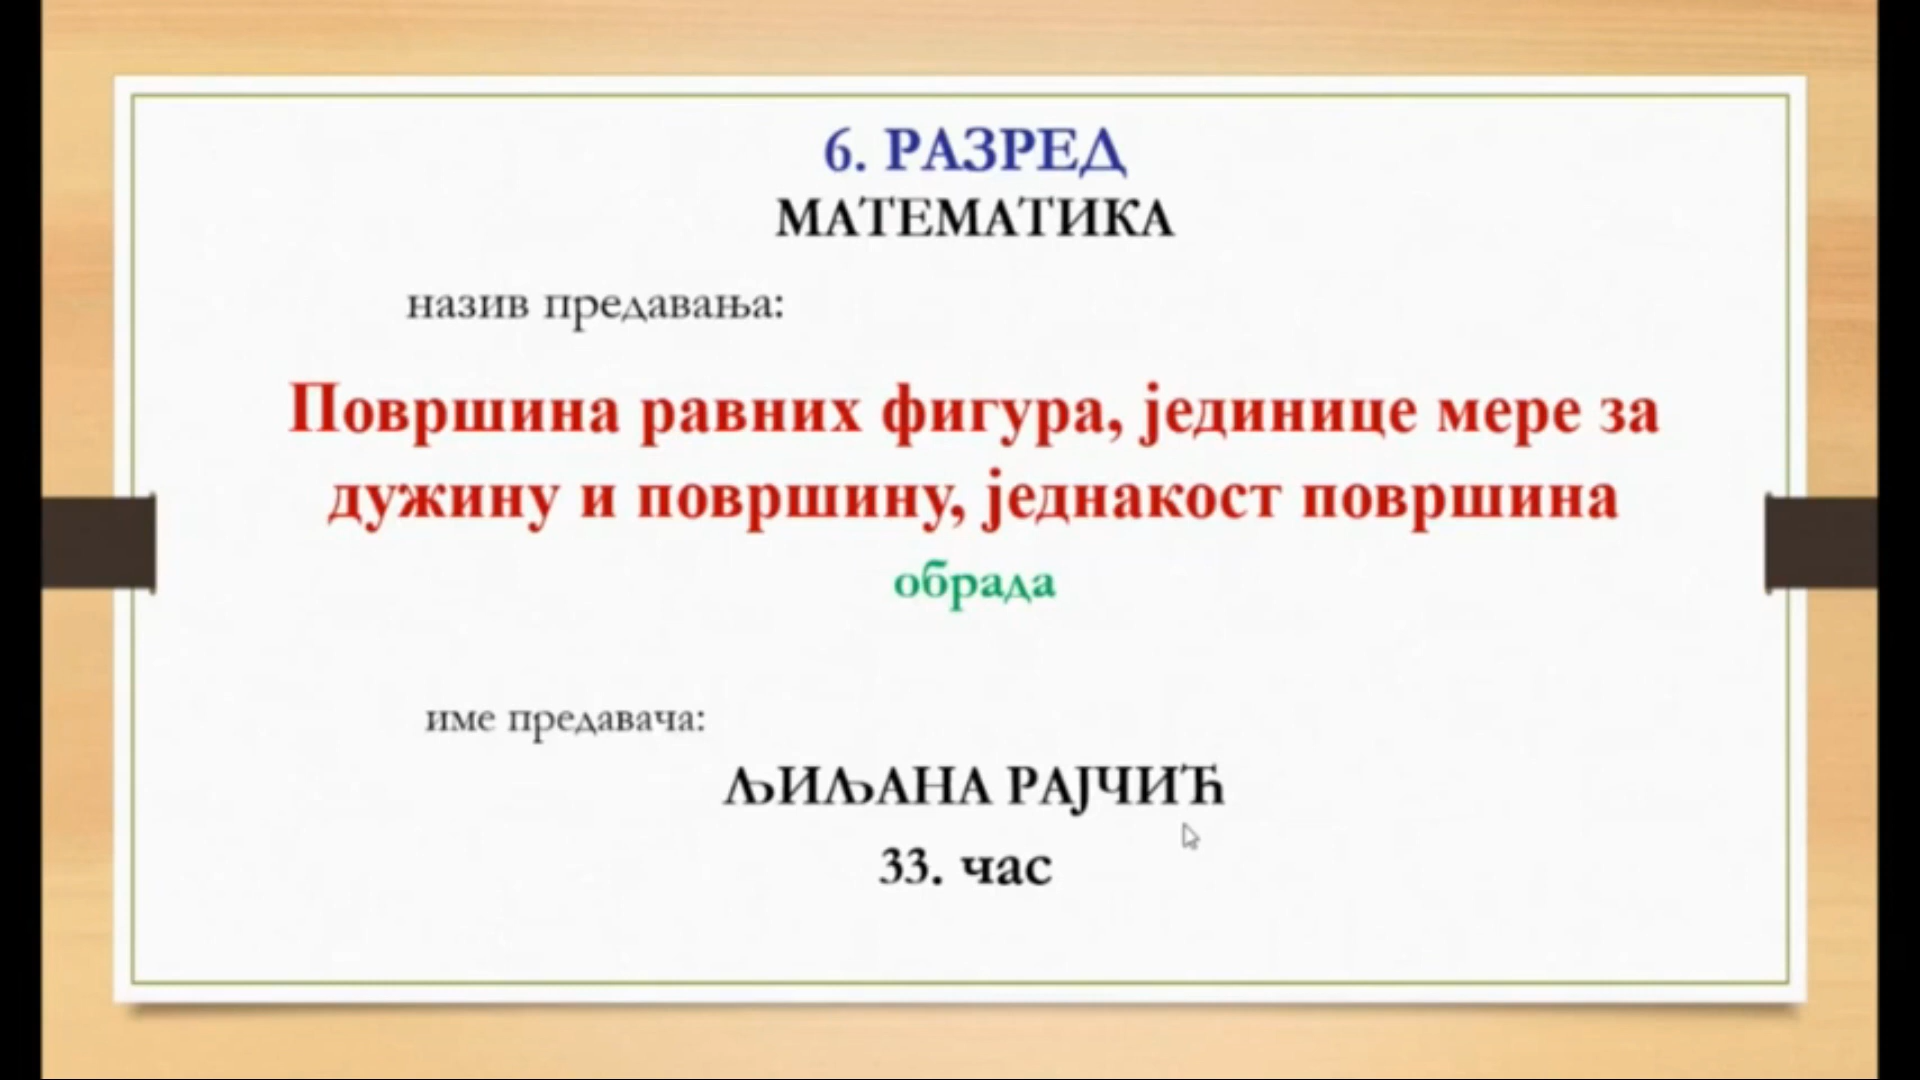 6. РАЗРЕД
МАТЕМАТИКА
назив предавања:
Површина равних фигура, јединице мере за
дужину и површину, једнакост површина
обрада
име предавача:
ЉИЉАНА РАЈЧИЋ
33. час